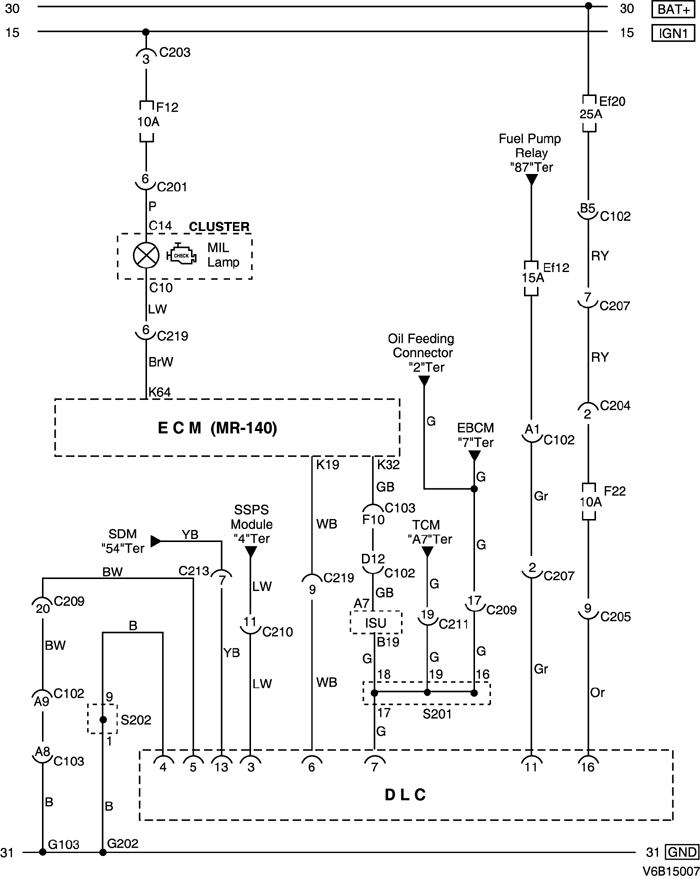 30
30
BAT+
15
15
IGN1
3
C203
F12
10A
Ef20
25A
Fuel Pump
Relay
"87"Ter
6
C201
P
C14
CLUSTER
CHECK
MIL
Lamp
C10
LW
6
C219
BrW
K64
B5
C102
RY
Ef12
15A
7
C207
RY
Oil Feeding
Connector
"2"Ter
G
2
C204
ECM (MR-140)
EBCM
"7"Ter
A1
C102
K19
K32
G
GB
Gr
F22
10A
SSPS
Module
"4"Ter
F10
C103
SDM
"54"Ter
YB
WB
TCM
"A7"Ter
G
D12
C102
BW
C213
7
LW
C219
9
GB
G
2
C207
20
C209
A7
17
C209
9
C205
B
11
C210
ISU
19
C211
BW
YB
B19
G
G
G
Gr
LW
WB
18
19
16
Or
A9
C102
9
S202
1
17
S201
G
A8
C103
4
5
13
3
6
7
11
16
B
B
DLC
31
G103
G202
31
GND
V6B15007